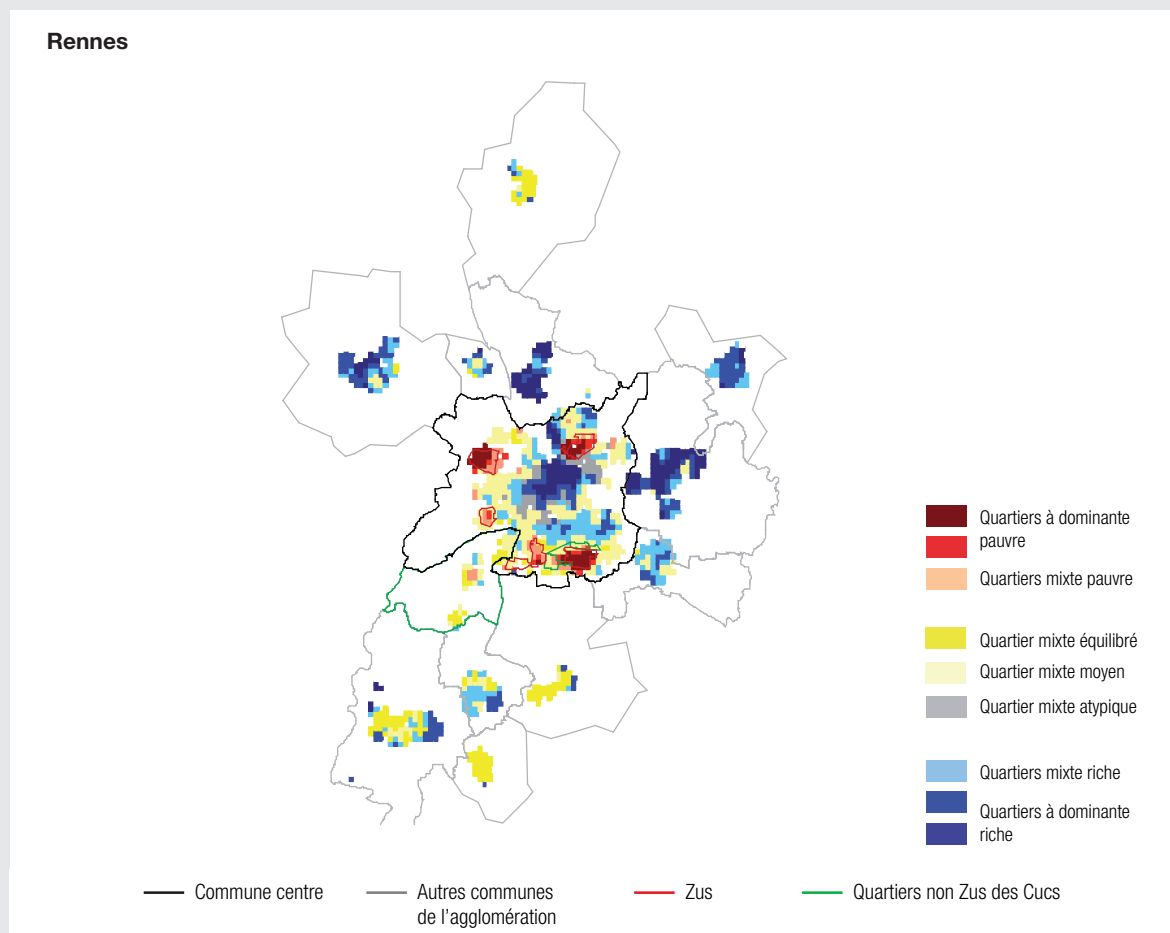 Rennes
Quartiers à dominante
pauvre
Quartiers mixte pauvre
Quartier mixte équilibré
Quartier mixte moyen
Quartier mixte atypique
Quartiers mixte riche
Quartiers à dominante
riche
Commune centre
Autres communes
de l'agglomération
Zus
Quartiers non Zus des Cucs